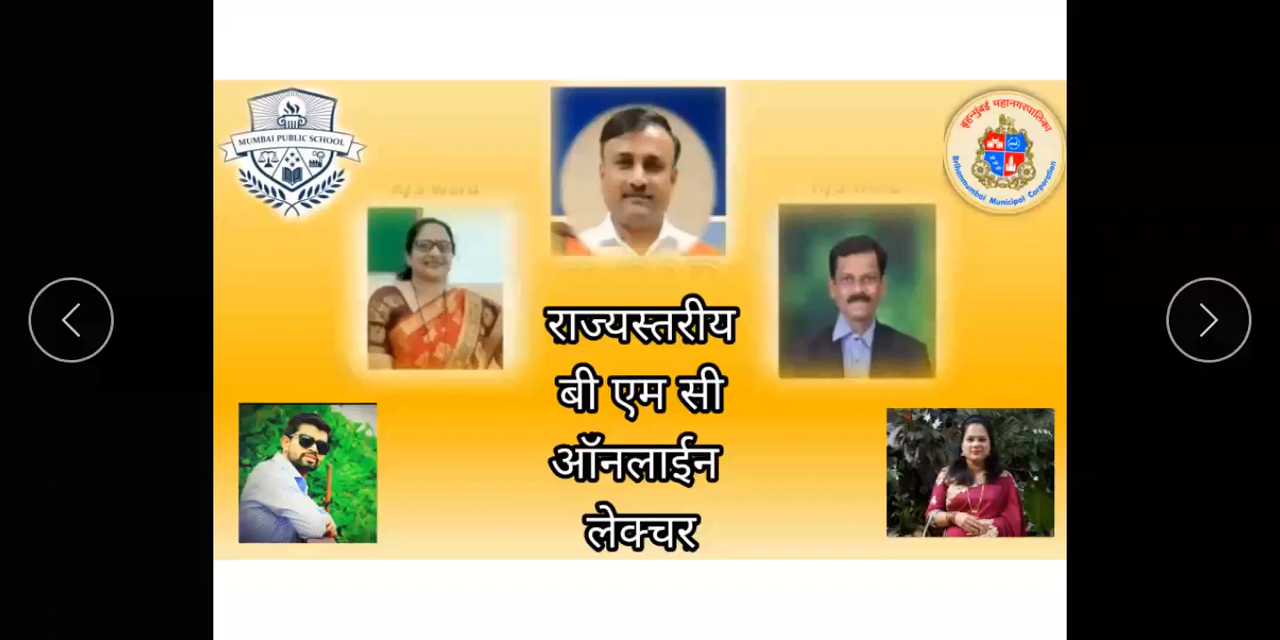 MUMBAI PUBLIC SCHOOL
बृहन्मुंबई महानगरपालिका
Brihanmumbai Municipal Corporation
राज्यस्तरीय
बी एम सी
ऑनलाईन
लेक्चर